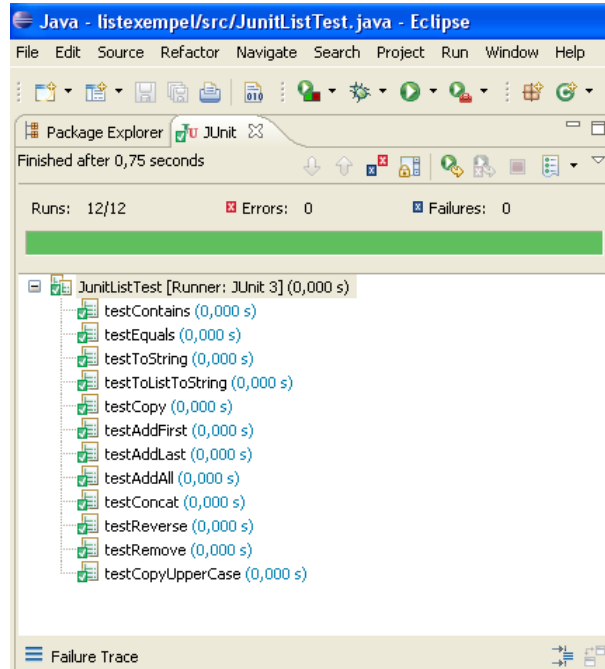 Java - listexempel/src/JunitListTest.java - Eclipse
File Edit Source Refactor Navigate Search Project Run Window Help
Package Explorer JU JUnit
Finished after 0,75 seconds
Runs: 12/12 Errors: 0 Failures: 0
JunitListTest [Runner: JUnit 3] (0,000 s)
testContains (0,000 s)
testEquals (0,000 s)
testToString (0,000 s)
testToListToString (0,000 s)
testCopy (0,000 s)
testAddFirst (0,000 s)
testAddLast (0,000 s)
testAddAll (0,000 s)
testConcat (0,000 s)
testReverse (0,000 s)
testRemove (0,000 s)
testCopyUpperCase (0,000 s)
Failure Trace